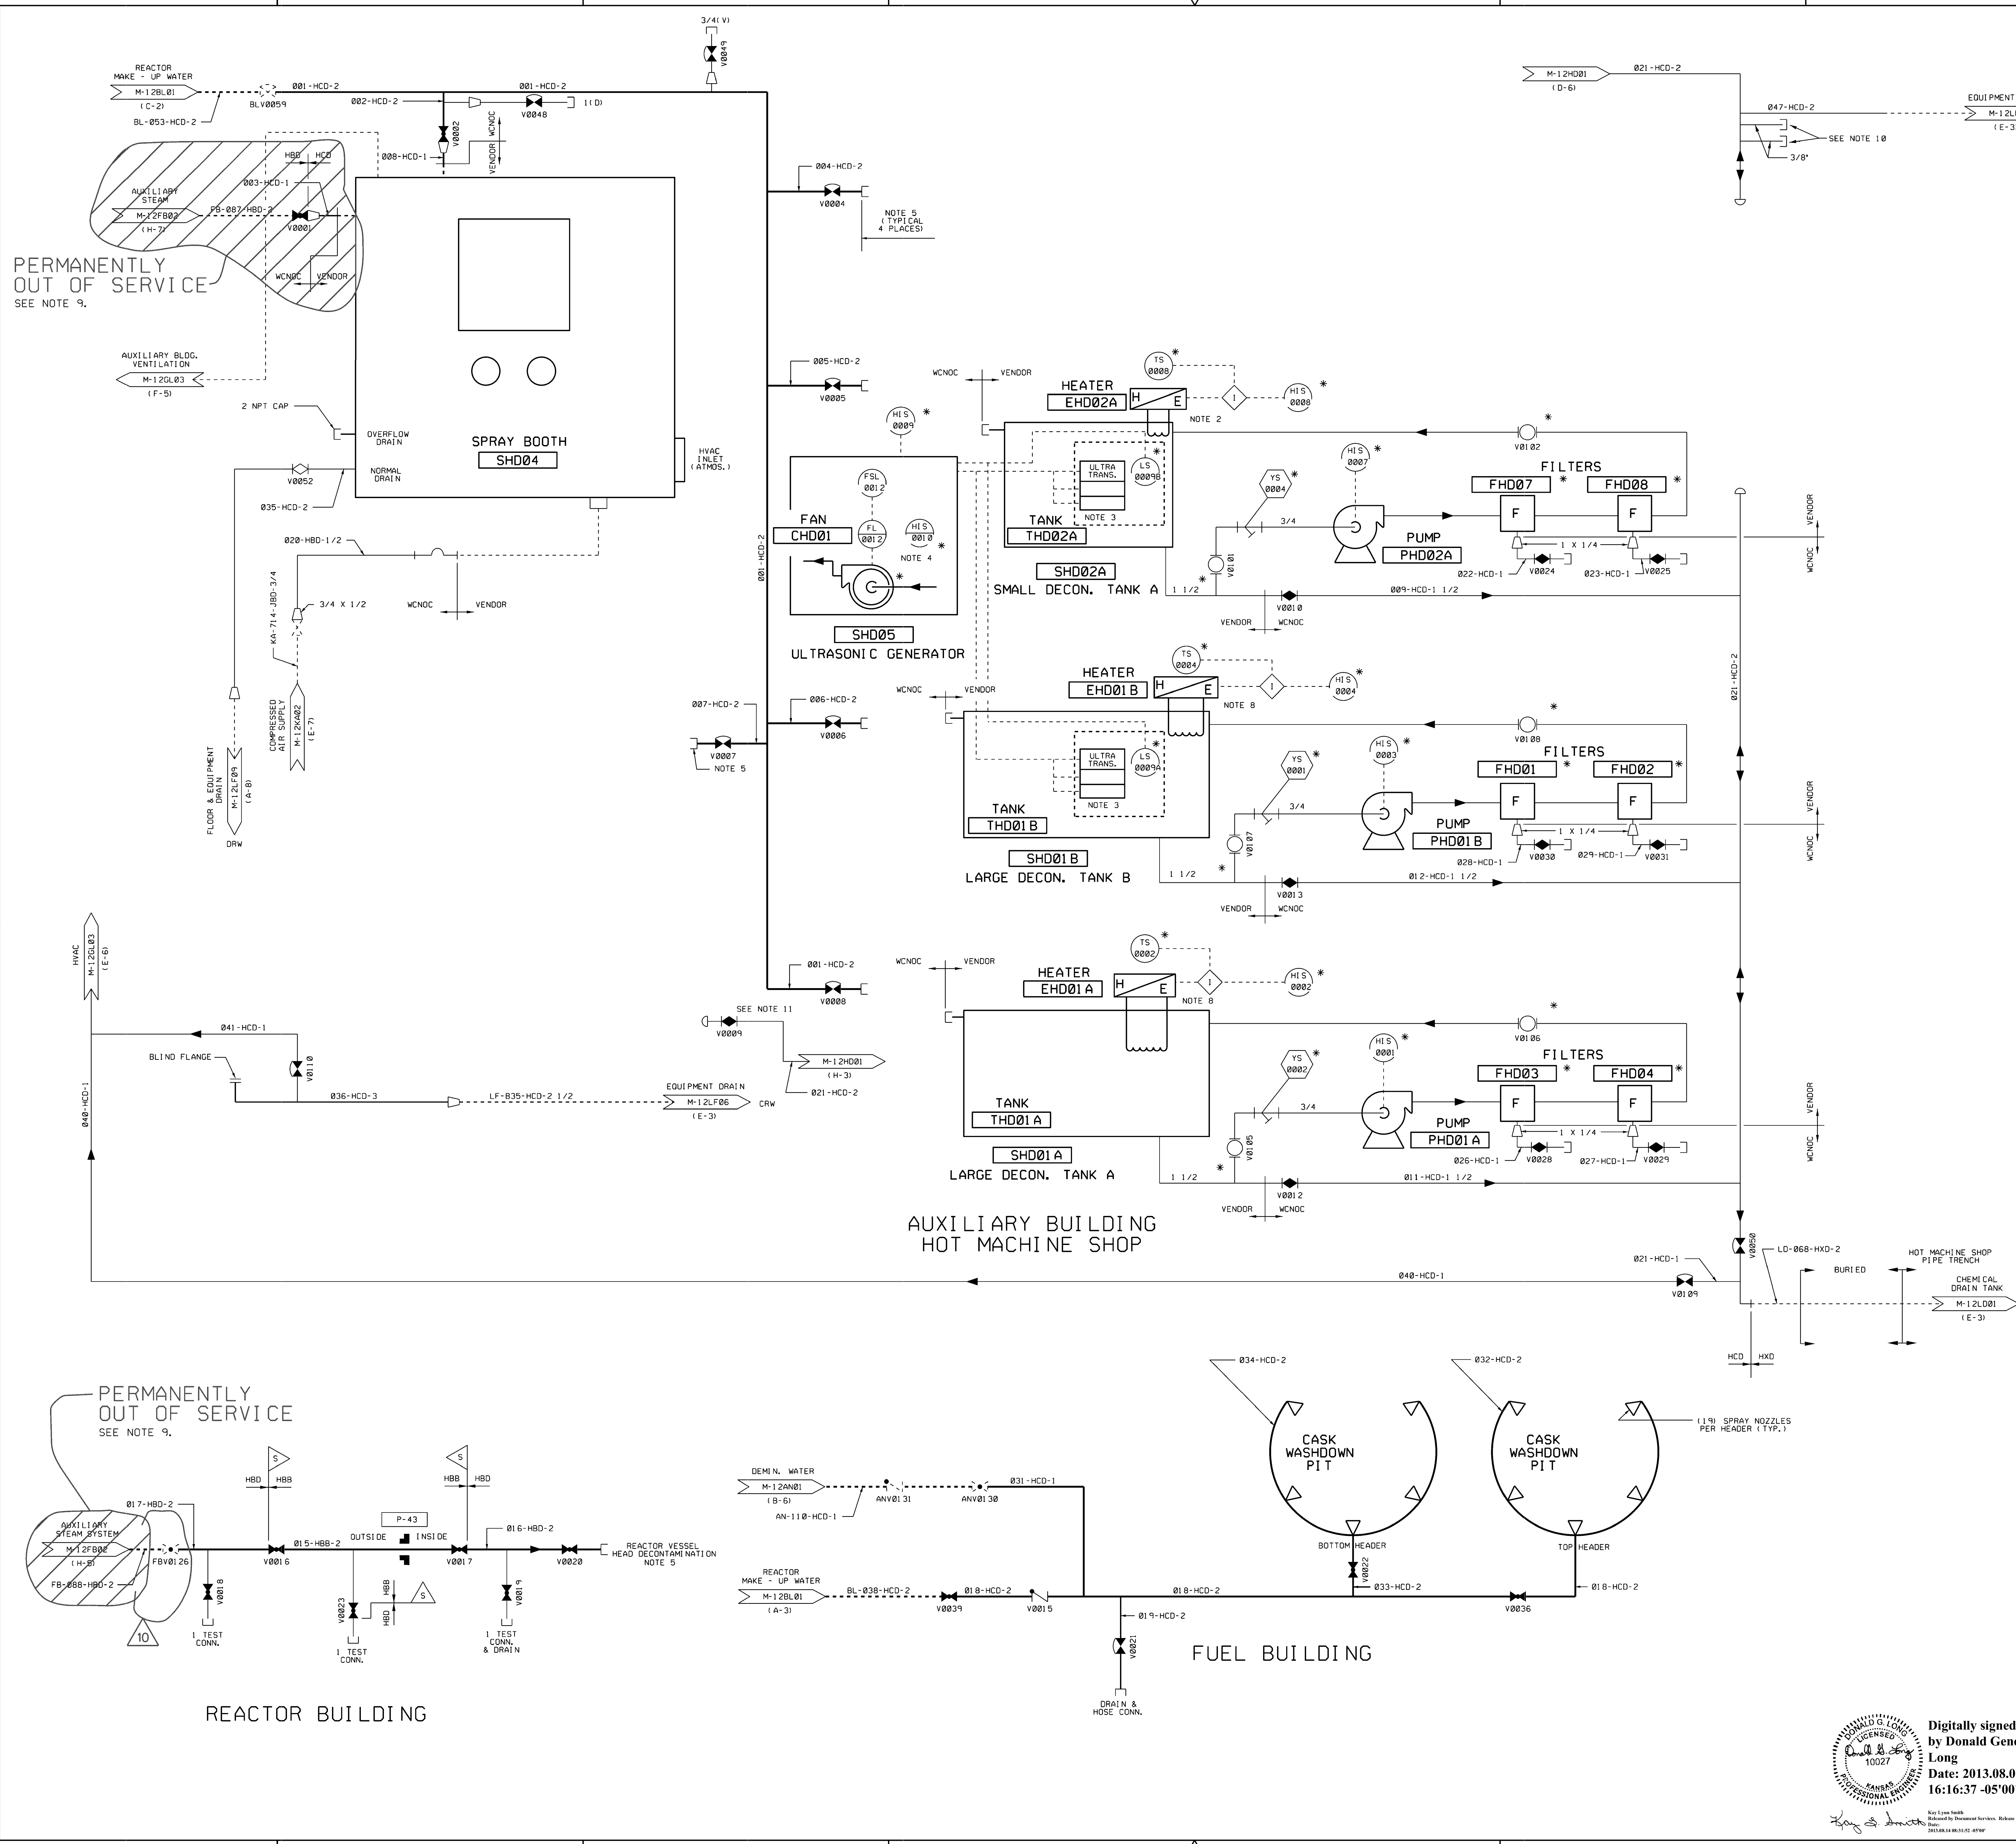 3/4(V)
V0049
REACTOR
MAKE - UP WATER
M-12BL01
(C-2)
BL-053-HCD-2
BLV0059
001-HCD-2
002-HCD-2
001-HCD-2
V0048
1(D)
V0002
008-HCD-1
VENDOR WCNOC
HBD HCD
003-HCD-1
AUXILIARY
STEAM
M-12FB02
(H-7)
FB-087-HBD-2
V0001
WCNOC VENDOR
PERMANENTLY
OUT OF SERVICE
SEE NOTE 9.
004-HCD-2
V0004
NOTE 5
(TYPICAL
4 PLACES)
M-12HD01
(D-6)
021-HCD-2
047-HCD-2
EQUIPMENT
(E-3
SEE NOTE 10
3/8"
AUXILIARY BLDG.
VENTILATION
M-12GL03
(F-5)
2 NPT CAP
OVERFLOW
DRAIN
NORMAL
DRAIN
SPRAY BOOTH
SHD04
HVAC
INLET
(ATMOS.)
V0052
035-HCD-2
020-HBD-1/2
KA-714-JBD-3/4
3/4 X 1/2
WCNOC VENDOR
COMPRESSED
AIR SUPPLY
M-12KA02
(E-7)
FLOOR & EQUIPMENT
DRAIN
M-12LF09
(A-8)
DRW
005-HCD-2
V0005
001-HCD-2
006-HCD-2
V0006
007-HCD-2
V0007
NOTE 5
001-HCD-2
V0008
HIS
0009
*
FSL
0012
FL
0012
HIS
0010
*
NOTE 4
FAN
CHD01
*
SHD05
ULTRASONIC GENERATOR
WCNOC VENDOR
HEATER
EHD02A
H E
NOTE 2
TS
0008
*
I
HIS
0008
*
ULTRA
TRANS.
LS
0009B
*
NOTE 3
TANK
THD02A
SHD02A
SMALL DECON. TANK A
1 1/2
V0101
*
YS
0004
*
3/4
HIS
0007
*
PUMP
PHD02A
V0102
*
FILTERS
FHD07
*
FHD08
*
F
F
1 X 1/4
022-HCD-1
V0024
023-HCD-1
V0025
VENDOR
WCNOC
V0010
009-HCD-1 1/2
VENDOR WCNOC
021-HCD-2
WCNOC VENDOR
HEATER
EHD01B
H E
NOTE 8
TS
0004
*
I
HIS
0004
*
ULTRA
TRANS.
LS
0009A
*
NOTE 3
TANK
THD01B
SHD01B
LARGE DECON. TANK B
1 1/2
V0107
*
YS
0001
*
3/4
HIS
0003
*
PUMP
PHD01B
V0108
*
FILTERS
FHD01
*
FHD02
*
F
F
1 X 1/4
028-HCD-1
V0030
029-HCD-1
V0031
VENDOR
WCNOC
V0013
012-HCD-1 1/2
VENDOR WCNOC
WCNOC VENDOR
HEATER
EHD01A
H E
NOTE 8
TS
0002
*
I
HIS
0002
*
TANK
THD01A
SHD01A
LARGE DECON. TANK A
1 1/2
V0105
*
YS
0002
*
3/4
HIS
0001
*
PUMP
PHD01A
V0106
*
FILTERS
FHD03
*
FHD04
*
F
F
1 X 1/4
026-HCD-1
V0028
027-HCD-1
V0029
VENDOR
WCNOC
V0012
011-HCD-1 1/2
VENDOR WCNOC
SEE NOTE 11
V0009
M-12HD01
(H-3)
021-HCD-2
HVAC
M-12GL03
(E-6)
041-HCD-1
BLIND FLANGE
V0110
036-HCD-3
LF-B35-HCD-2 1/2
EQUIPMENT DRAIN
M-12LF06
(E-3)
CRW
040-HCD-1
AUXILIARY BUILDING
HOT MACHINE SHOP
040-HCD-1
V0109
021-HCD-1
V0050
LD-068-HXD-2
BURIED
HOT MACHINE SHOP
PIPE TRENCH
CHEMICAL
DRAIN TANK
M-12LD01
(E-3)
HCD HXD
PERMANENTLY
OUT OF SERVICE
SEE NOTE 9.
017-HBD-2
AUXILIARY
STEAM SYSTEM
M-12FB02
(H-5)
FB-088-HBD-2
FBV0126
10
V0018
1 TEST
CONN.
S
HBD HBB
V0016
015-HBB-2
V0023
HBB
HBD
S
1 TEST
CONN.
P-43
OUTSIDE INSIDE
S
HBB HBD
V0017
016-HBD-2
V0019
1 TEST
CONN.
& DRAIN
V0020
REACTOR VESSEL
HEAD DECONTAMINATION
NOTE 5
REACTOR BUILDING
DEMIN. WATER
M-12AN01
(B-6)
AN-110-HCD-1
ANV0131
ANV0130
031-HCD-1
REACTOR
MAKE - UP WATER
M-12BL01
(A-3)
BL-038-HCD-2
V0039
018-HCD-2
V0015
018-HCD-2
019-HCD-2
V0021
DRAIN &
HOSE CONN.
034-HCD-2
CASK
WASHDOWN
PIT
BOTTOM HEADER
V0022
033-HCD-2
032-HCD-2
CASK
WASHDOWN
PIT
TOP HEADER
(19) SPRAY NOZZLES
PER HEADER (TYP.)
V0036
018-HCD-2
FUEL BUILDING
DONALD G. LONG
LICENSED
10027
KANSAS
PROFESSIONAL ENGINEER
Digitally signed
by Donald Gene
Long
Date: 2013.08.0
16:16:37 -05'00
Kay Lynn Smith
Released by Document Services. Release
Date:
2013.08.14 08:31:52 -05'00'